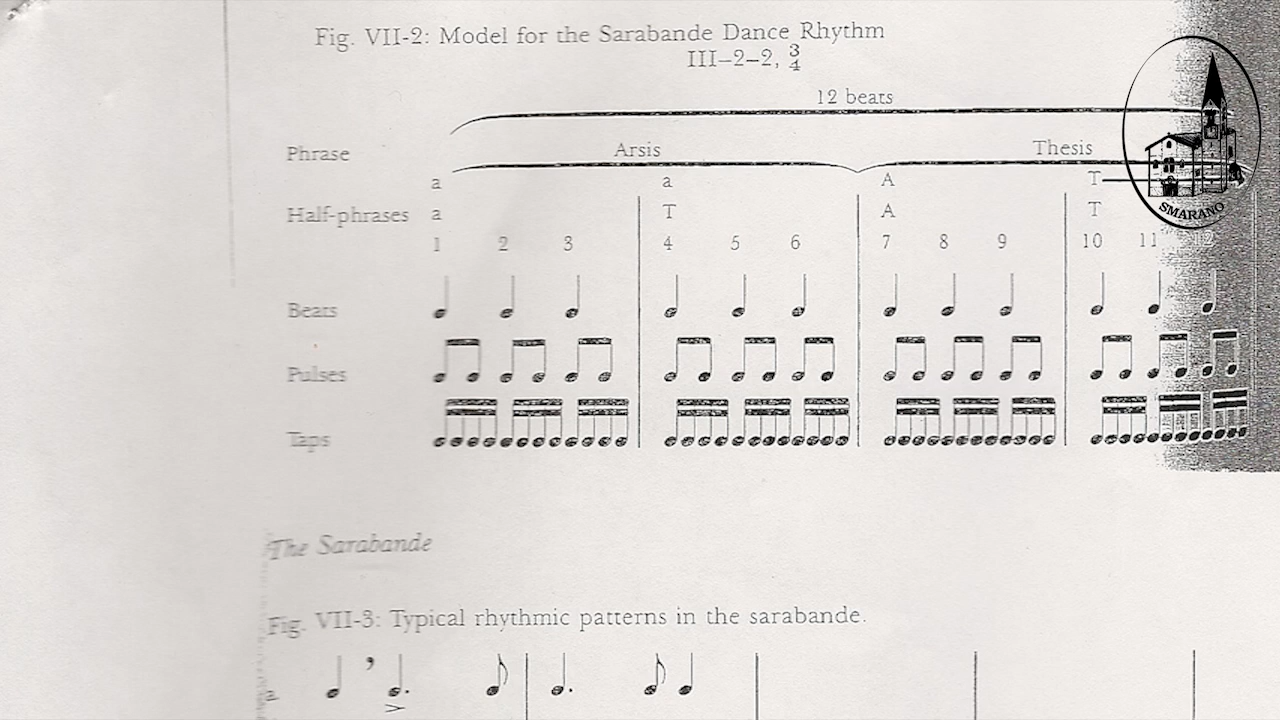 Fig. VII-2: Model for the Sarabande Dance Rhythm
III–2–2, 3/4
12 beats
Phrase Arsis Thesis
a a A T
Half-phrases a T A T
1 2 3 4 5 6 7 8 9 10 11 12
Beats
Pulses
Taps
The Sarabande
Fig. VII-3: Typical rhythmic patterns in the sarabande.
a
SMARANO